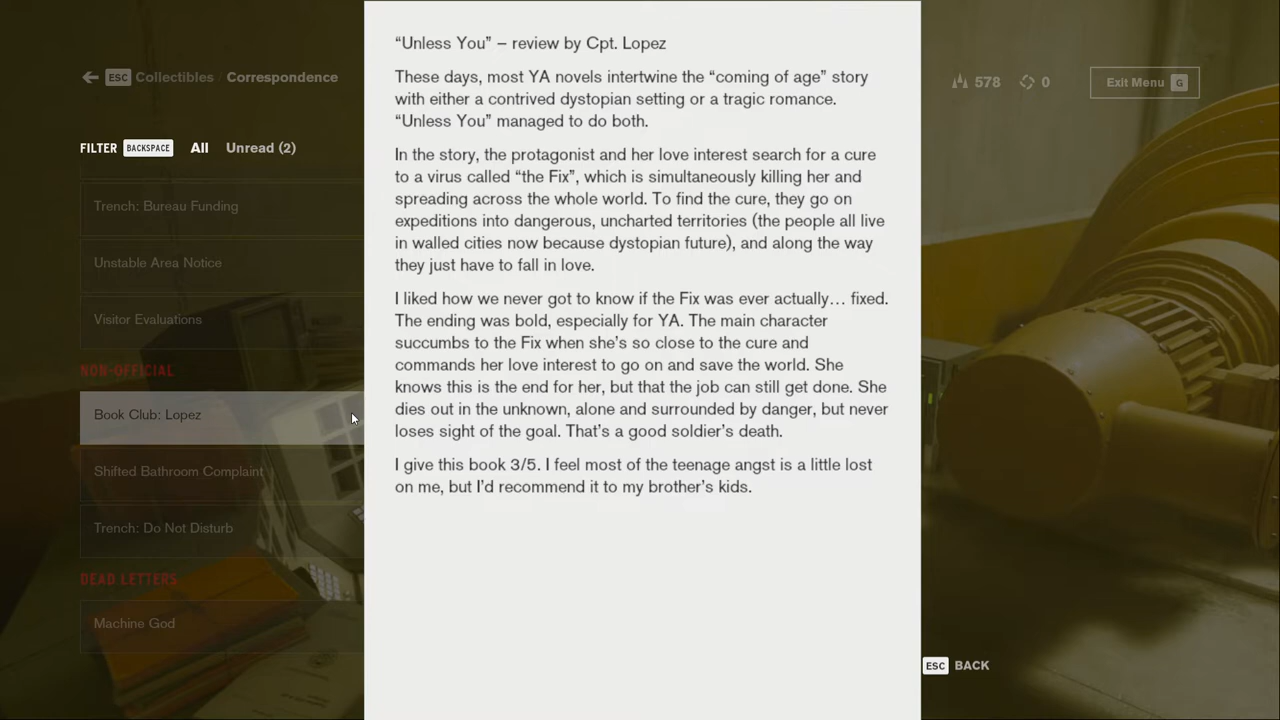 “Unless You” – review by Cpt. Lopez
These days, most YA novels intertwine the “coming of age” story
with either a contrived dystopian setting or a tragic romance.
“Unless You” managed to do both.
In the story, the protagonist and her love interest search for a cure
to a virus called “the Fix”, which is simultaneously killing her and
spreading across the whole world. To find the cure, they go on
expeditions into dangerous, uncharted territories (the people all live
in walled cities now because dystopian future), and along the way
they just have to fall in love.
I liked how we never got to know if the Fix was ever actually… fixed.
The ending was bold, especially for YA. The main character
succumbs to the Fix when she’s so close to the cure and
commands her love interest to go on and save the world. She
knows this is the end for her, but that the job can still get done. She
dies out in the unknown, alone and surrounded by danger, but never
loses sight of the goal. That’s a good soldier’s death.
I give this book 3/5. I feel most of the teenage angst is a little lost
on me, but I’d recommend it to my brother’s kids.
ESC Collectibles / Correspondence
FILTER BACKSPACE All Unread (2)
Trench: Bureau Funding
Unstable Area Notice
Visitor Evaluations
NON-OFFICIAL
Book Club: Lopez
Shifted Bathroom Complaint
Trench: Do Not Disturb
DEAD LETTERS
Machine God
578 0
Exit Menu G
ESC BACK